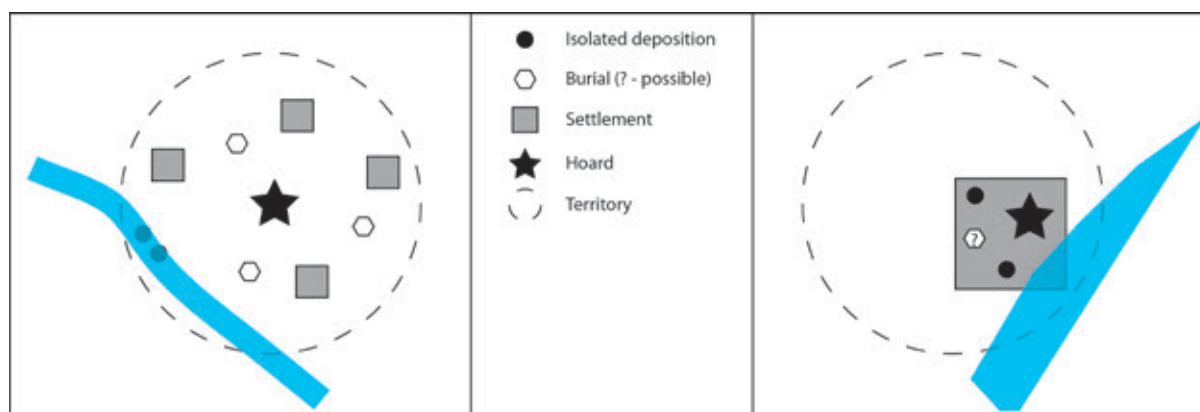 Isolated deposition
Burial (? - possible)
Settlement
Hoard
Territory
?